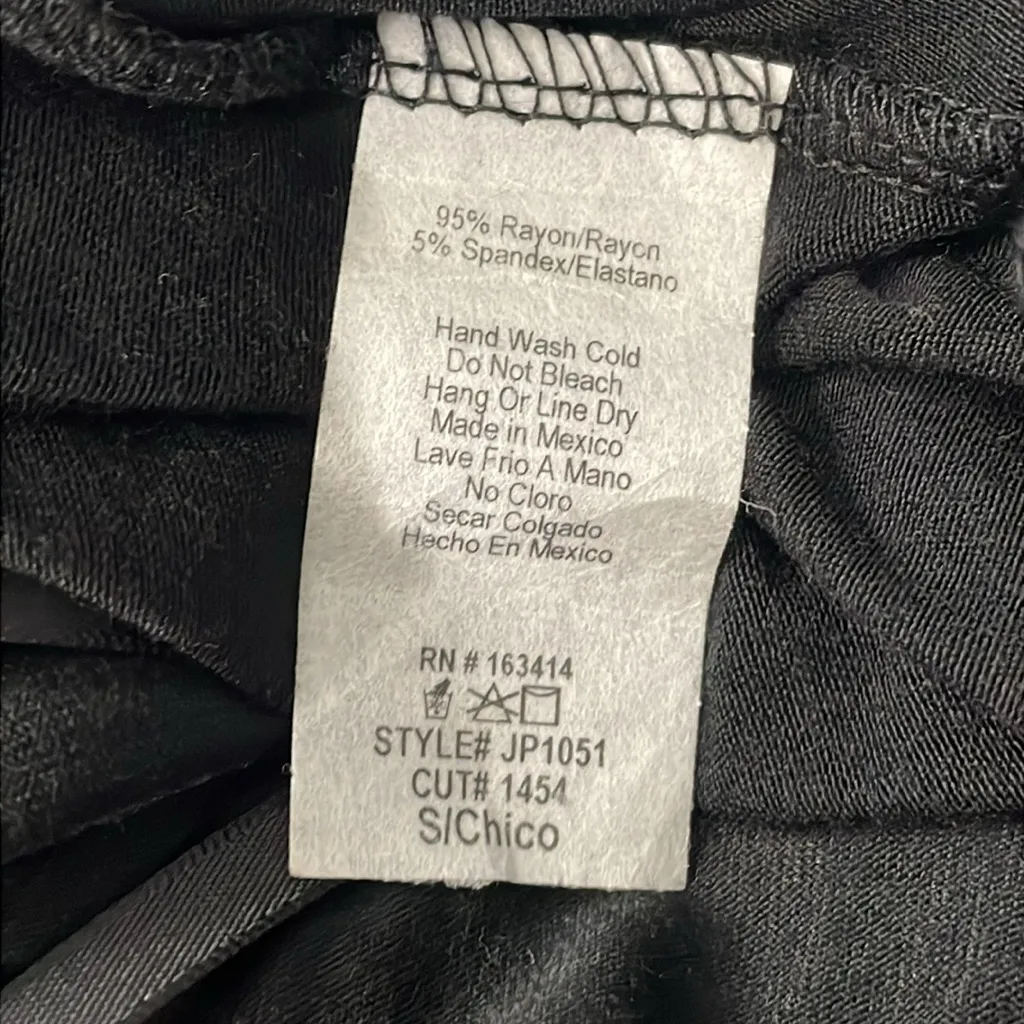 95% Rayon/Rayon
5% Spandex/Elastano
Hand Wash Cold
Do Not Bleach
Hang Or Line Dry
Made in Mexico
Lave Frio A Mano
No Cloro
Secar Colgado
Hecho En Mexico
RN # 163414
STYLE# JP1051
CUT# 1454
S/Chico